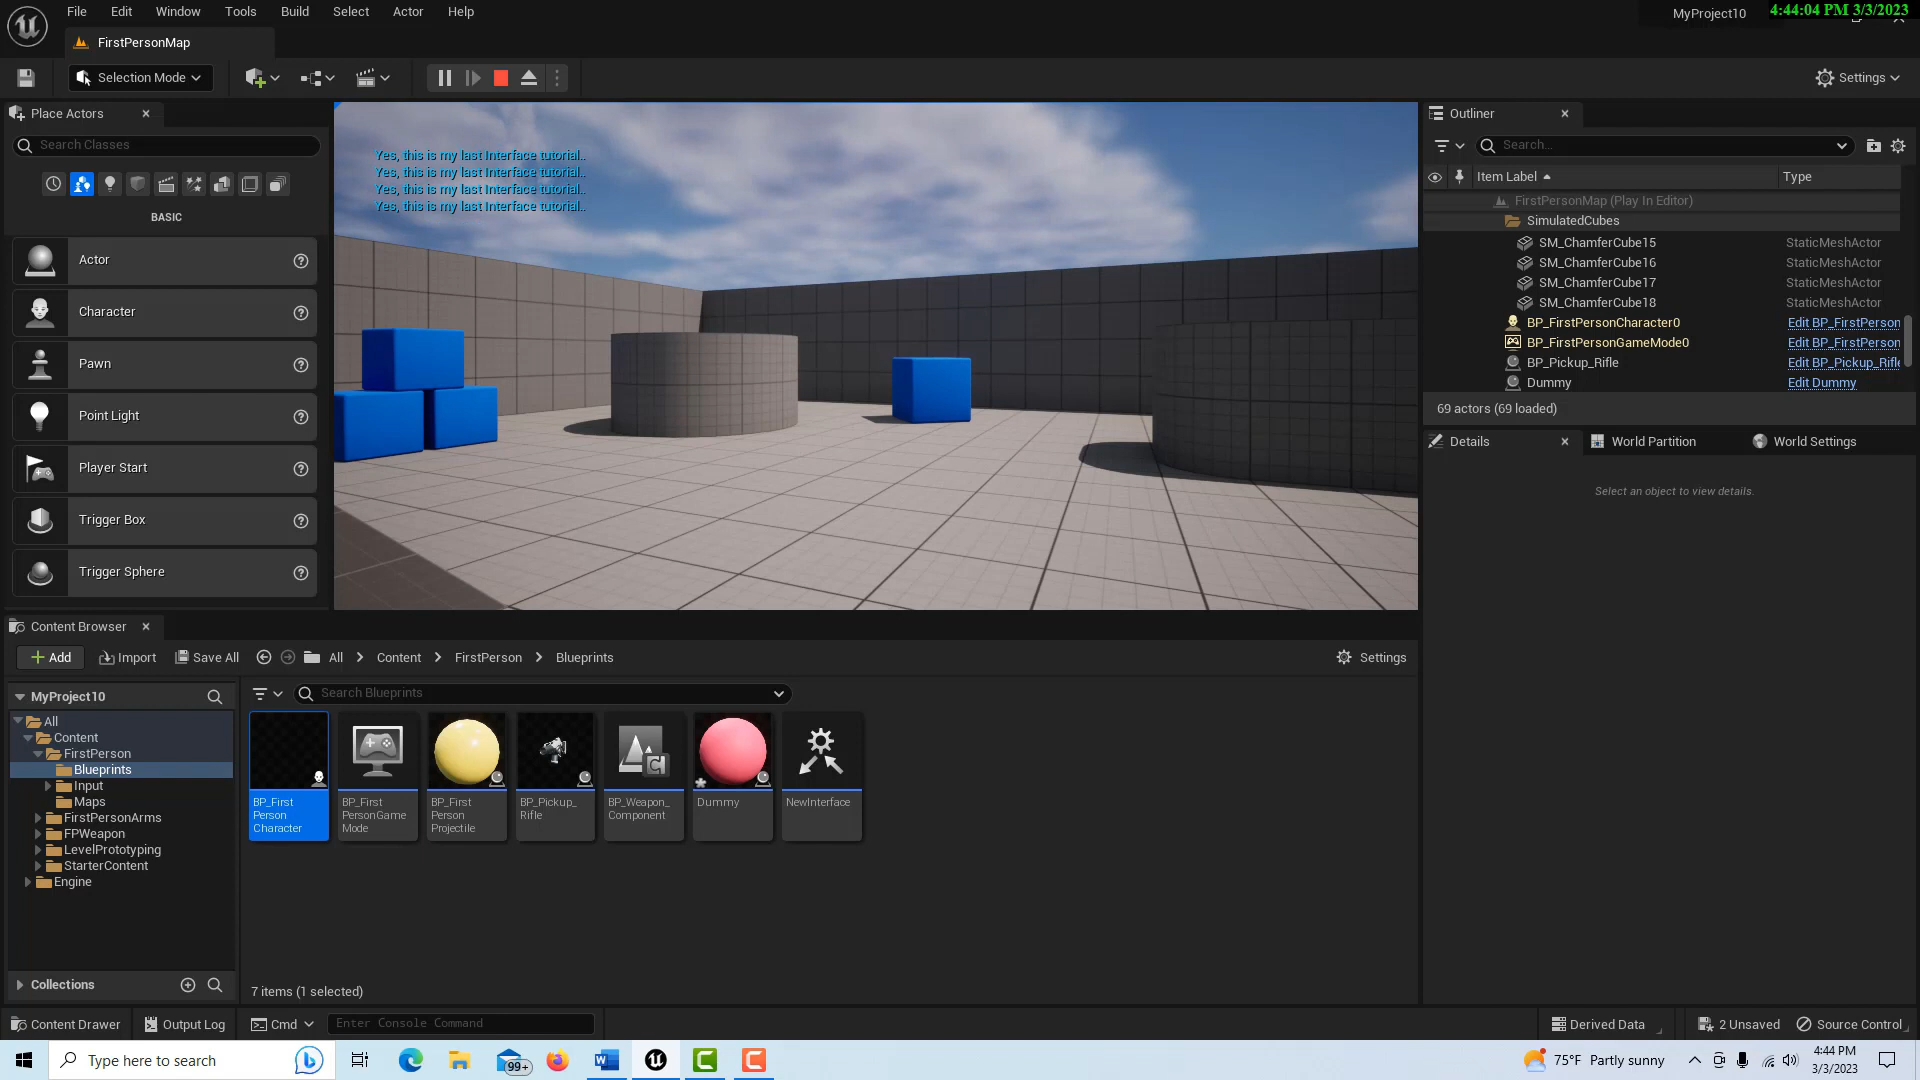 File Edit Window Tools Build Select Actor Help
MyProject10
4:44:04 PM 3/3/2023
FirstPersonMap
Selection Mode
Settings
Place Actors
Search Classes
BASIC
Actor
Character
Pawn
Point Light
Player Start
Trigger Box
Trigger Sphere
Yes, this is my last Interface tutorial..
Yes, this is my last Interface tutorial..
Yes, this is my last Interface tutorial..
Yes, this is my last Interface tutorial..
Outliner
Search...
Item Label Type
FirstPersonMap (Play In Editor)
SimulatedCubes
SM_ChamferCube15 StaticMeshActor
SM_ChamferCube16 StaticMeshActor
SM_ChamferCube17 StaticMeshActor
SM_ChamferCube18 StaticMeshActor
BP_FirstPersonCharacter0 Edit BP_FirstPerson
BP_FirstPersonGameMode0 Edit BP_FirstPerson
BP_Pickup_Rifle Edit BP_Pickup_Rifle
Dummy Edit Dummy
69 actors (69 loaded)
Details World Partition World Settings
Select an object to view details.
Content Browser
Add Import Save All All Content FirstPerson Blueprints Settings
MyProject10
Search Blueprints
All
Content
FirstPerson
Blueprints
Input
Maps
FirstPersonArms
FPWeapon
LevelPrototyping
StarterContent
Engine
BP_First
Person
Character
BP_First
PersonGame
Mode
BP_First
Person
Projectile
BP_Pickup_
Rifle
BP_Weapon_
Component
Dummy
NewInterface
Collections
7 items (1 selected)
Content Drawer Output Log Cmd Enter Console Command Derived Data 2 Unsaved Source Control
Type here to search
99+
75°F Partly sunny
4:44 PM
3/3/2023